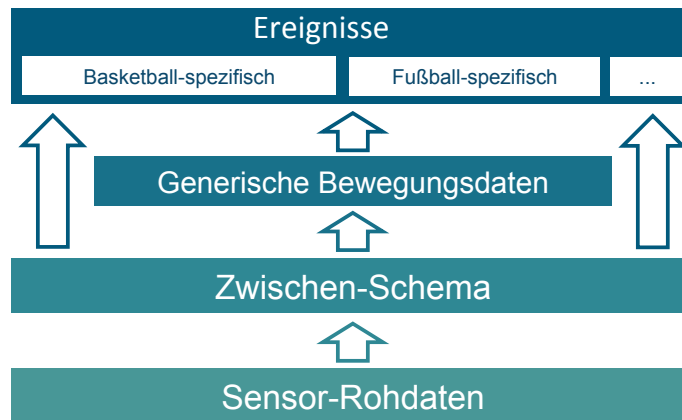 Ereignisse
Basketball-spezifisch Fußball-spezifisch ...
Generische Bewegungsdaten
Zwischen-Schema
Sensor-Rohdaten